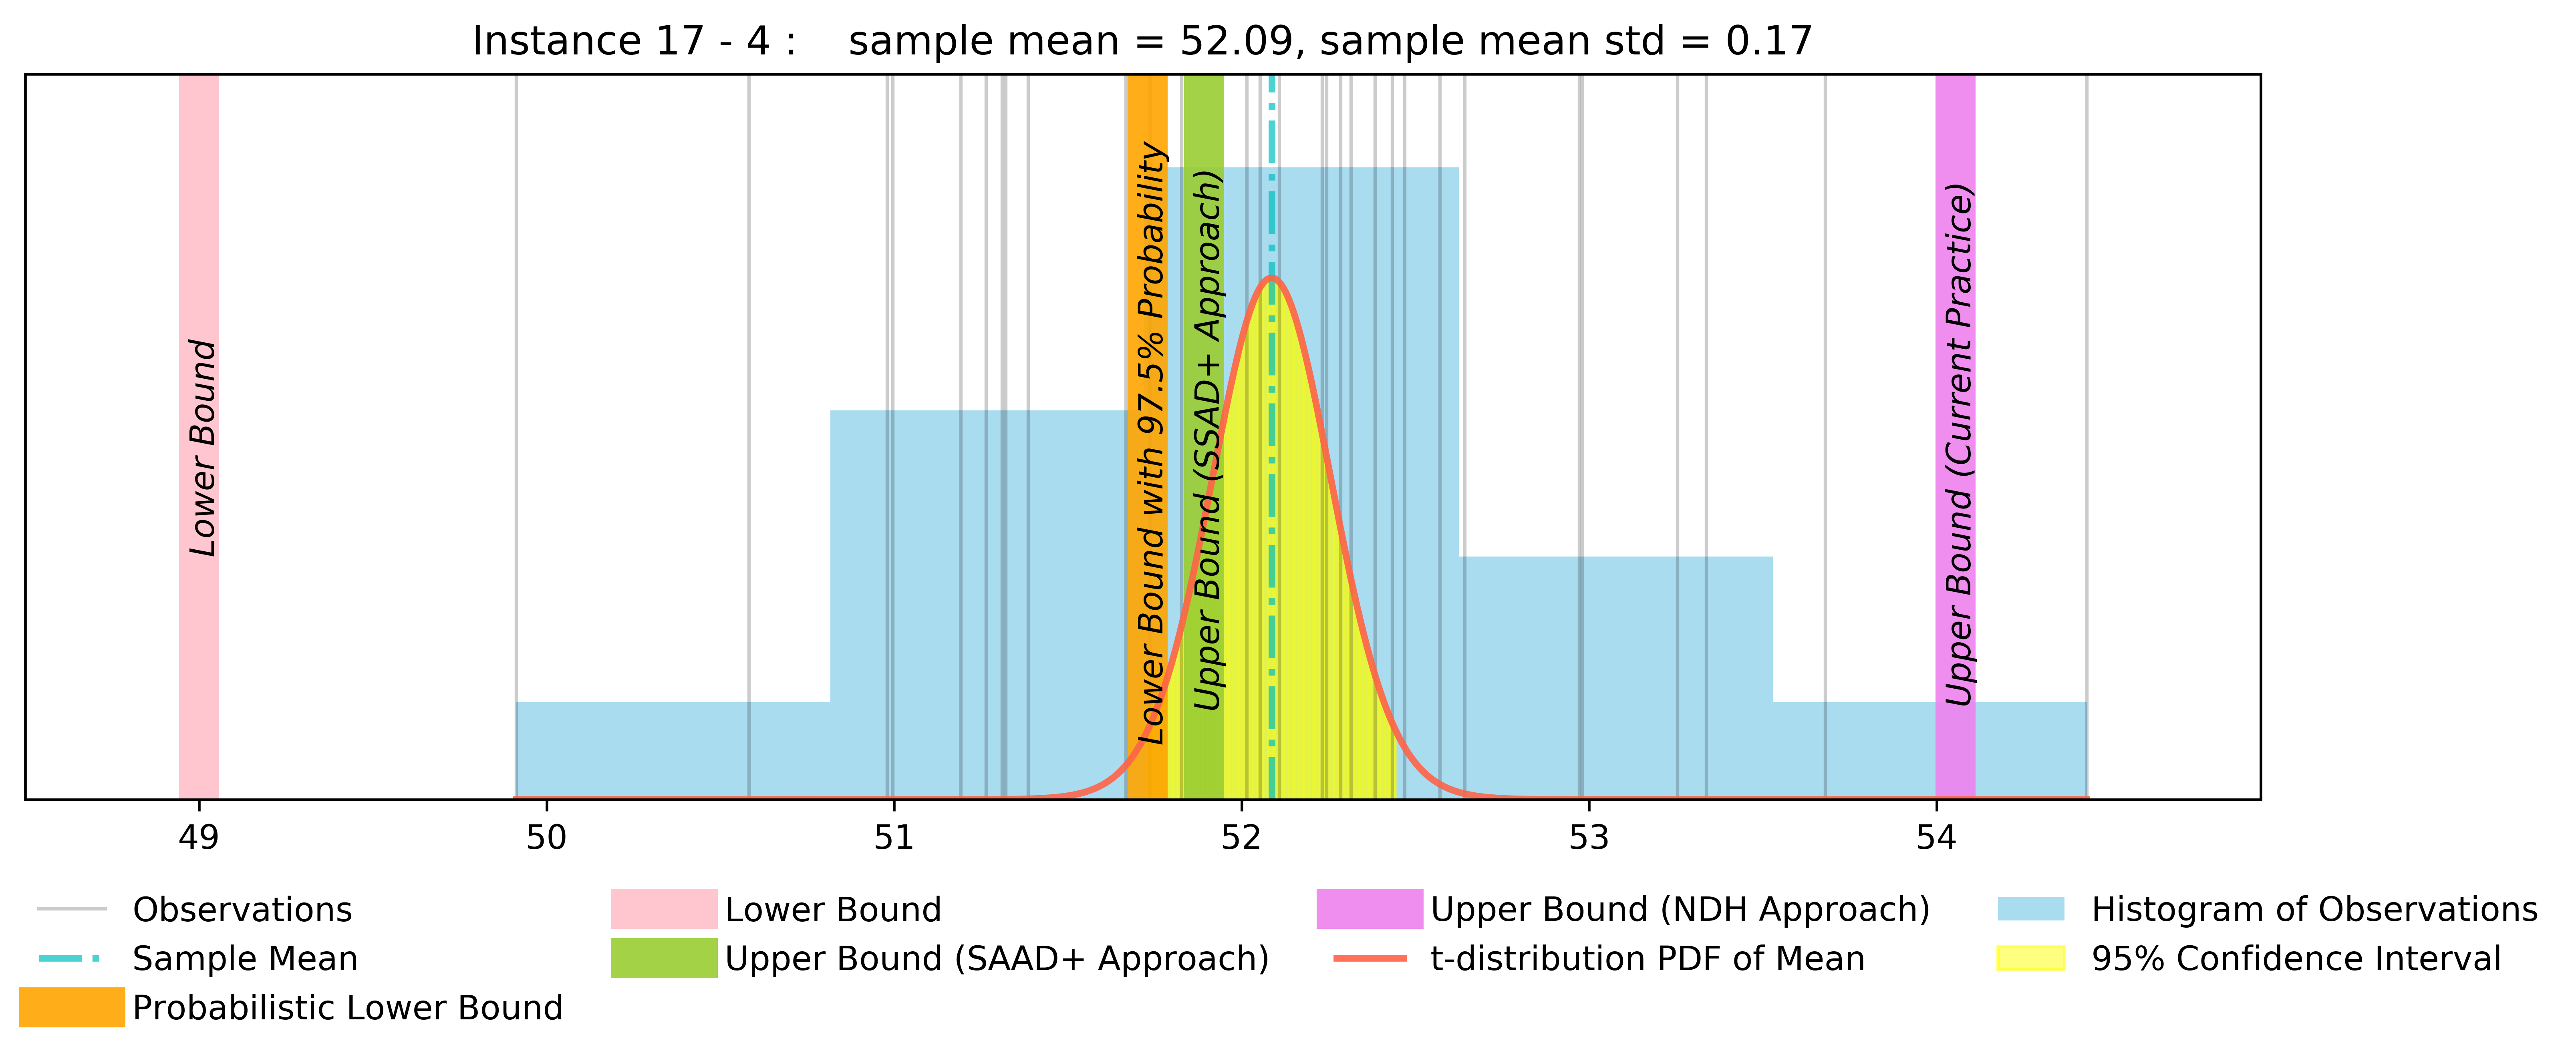 Instance 17 - 4 :    sample mean = 52.09, sample mean std = 0.17
Lower Bound
Lower Bound with 97.5% Probability
Upper Bound (SSAD+ Approach)
Upper Bound (Current Practice)
49 50 51 52 53 54
Observations
Sample Mean
Probabilistic Lower Bound
Lower Bound
Upper Bound (SAAD+ Approach)
Upper Bound (NDH Approach)
t-distribution PDF of Mean
Histogram of Observations
95% Confidence Interval